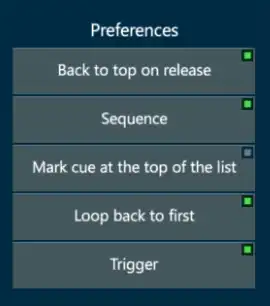 Preferences
Back to top on release
Sequence
Mark cue at the top of the list
Loop back to first
Trigger